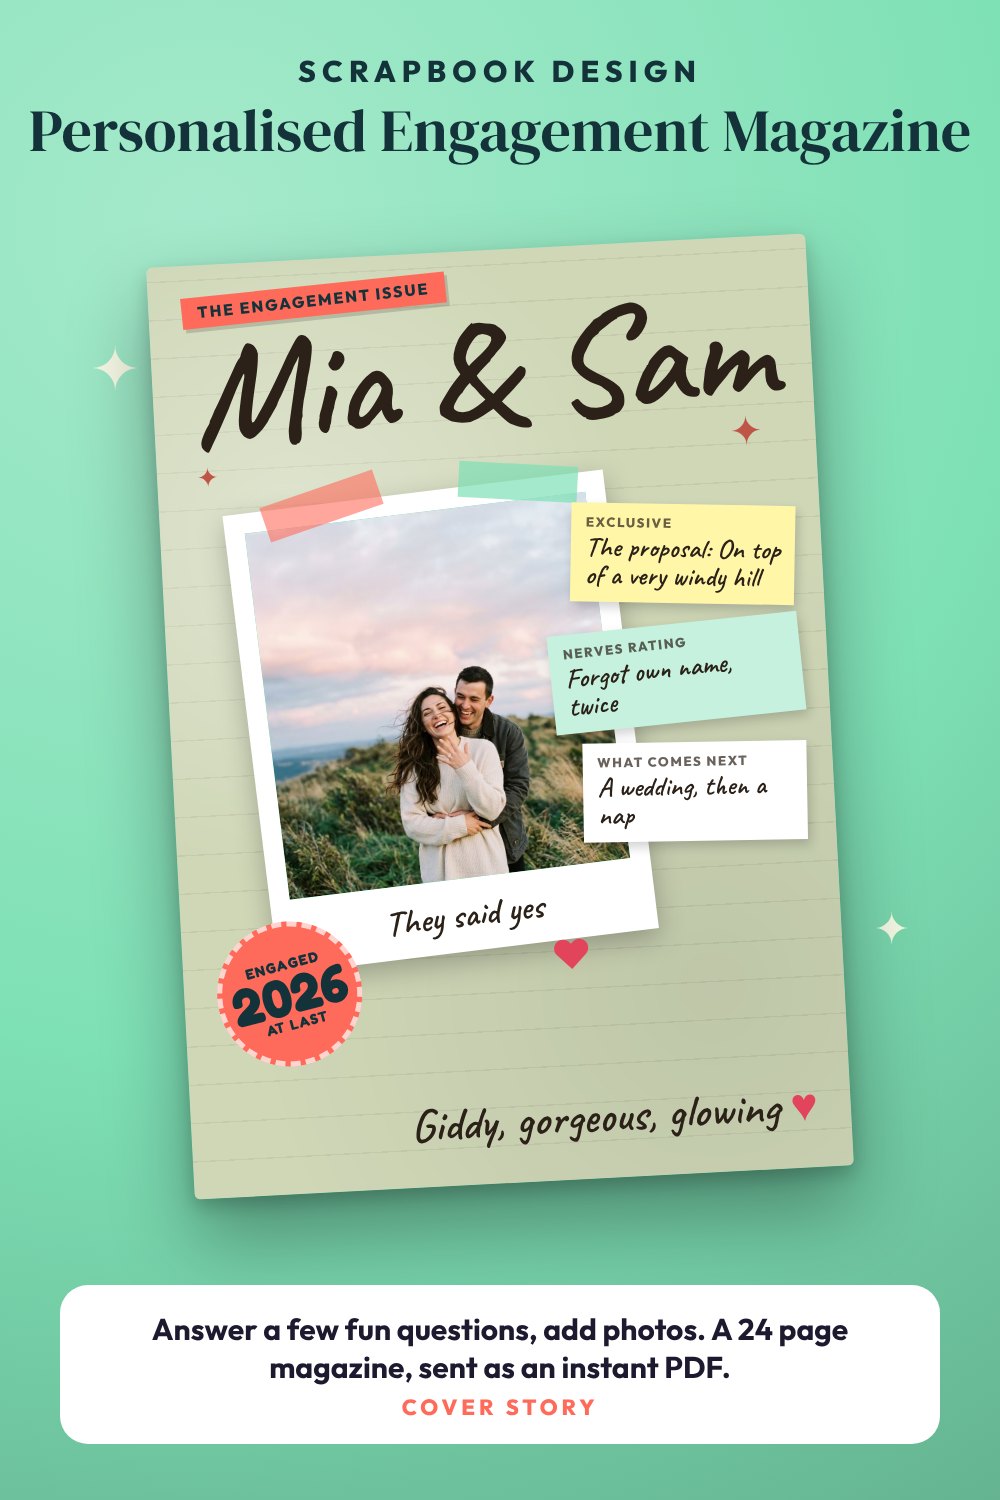 SCRAPBOOK DESIGN
Personalised Engagement Magazine
THE ENGAGEMENT ISSUE
Mia & Sam
EXCLUSIVE
The proposal: On top
of a very windy hill
NERVES RATING
Forgot own name,
twice
WHAT COMES NEXT
A wedding, then a
nap
They said yes
ENGAGED
2026
AT LAST
Giddy, gorgeous, glowing ♥
Answer a few fun questions, add photos. A 24 page
magazine, sent as an instant PDF.
COVER STORY